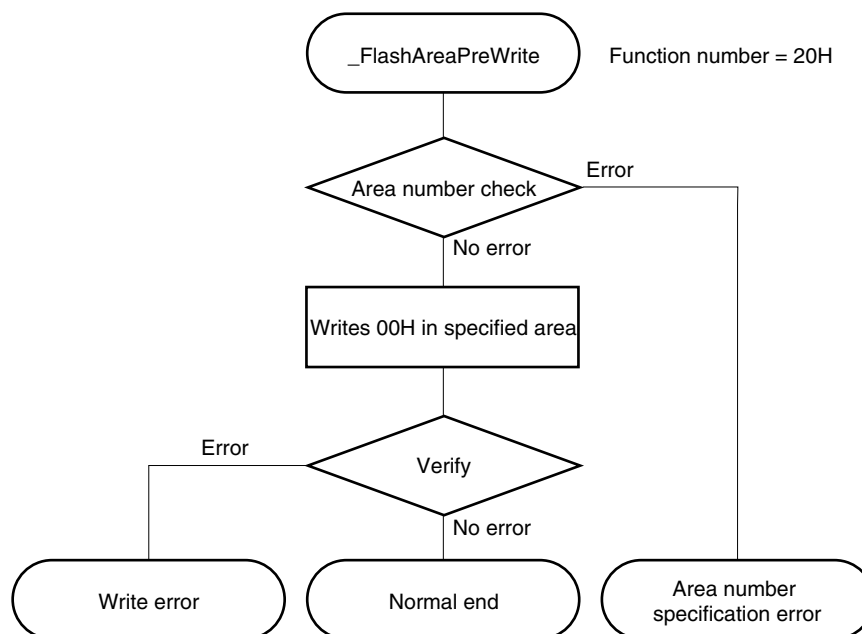 _FlashAreaPreWrite
Function number = 20H
Area number check
Error
No error
Writes 00H in specified area
Error
Verify
No error
Write error
Normal end
Area number
specification error